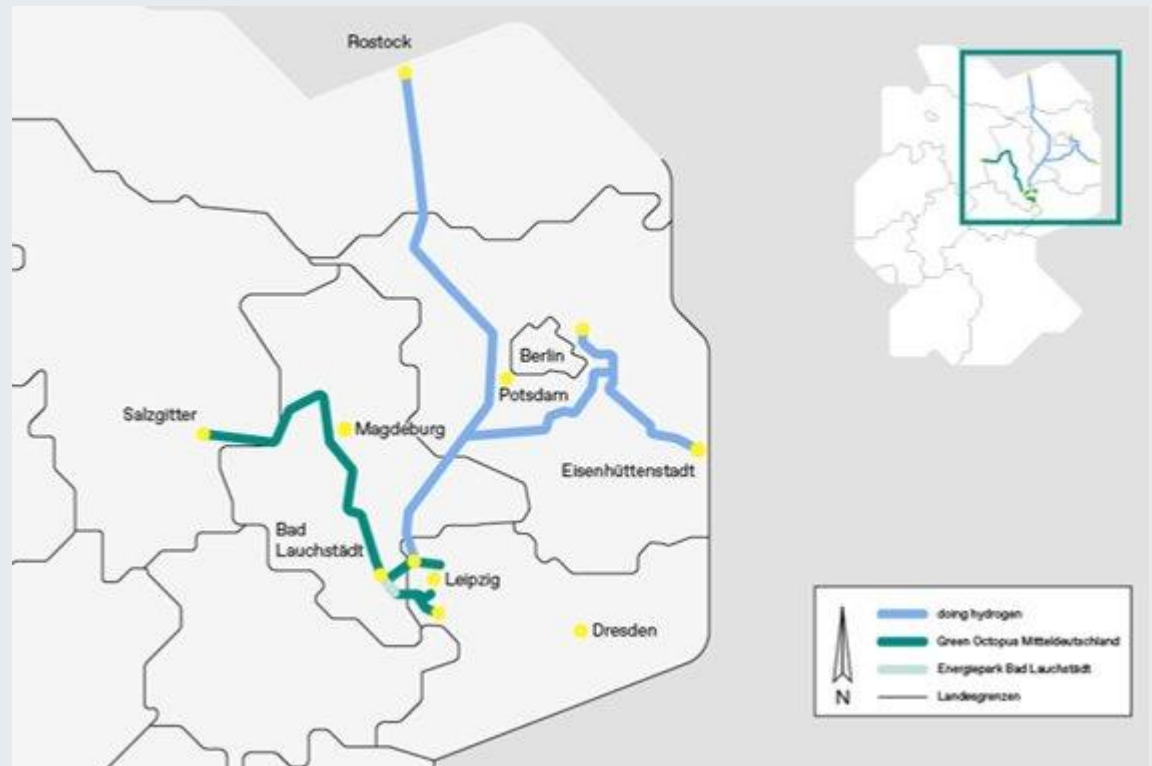 Rostock
Berlin
Potsdam
Salzgitter
Magdeburg
Eisenhüttenstadt
Bad
Lauchstädt
Leipzig
Dresden
doing hydrogen
Green Octopus Mitteldeutschland
Energiepark Bad Lauchstädt
N
Landesgrenzen